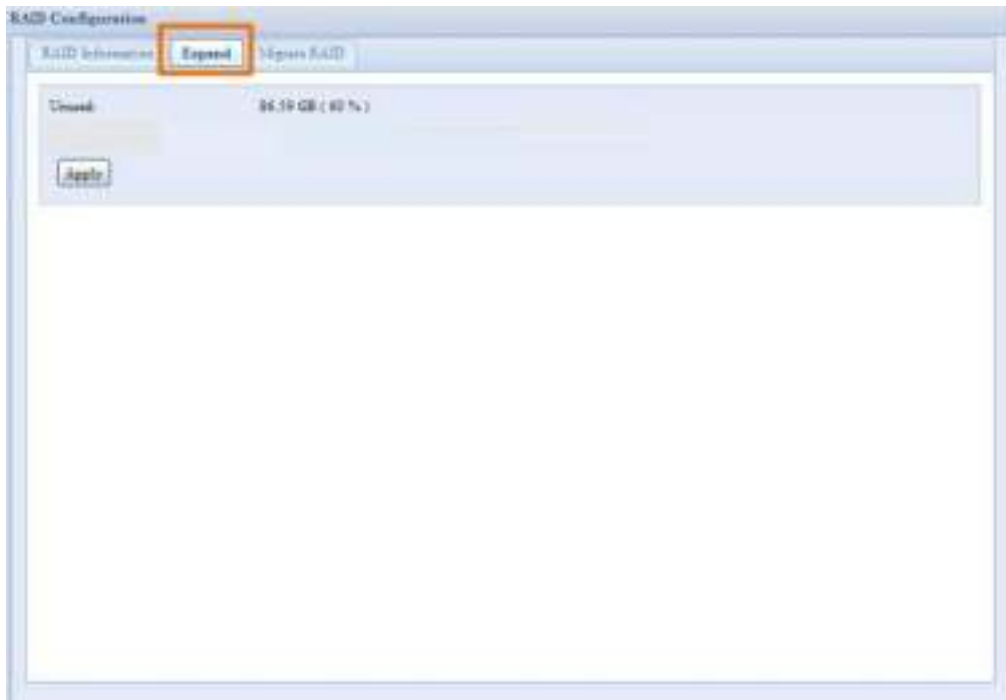 RAID Configuration
RAID Information Expand Migrate RAID
Unused: 86.59 GB ( 60 % )
Apply